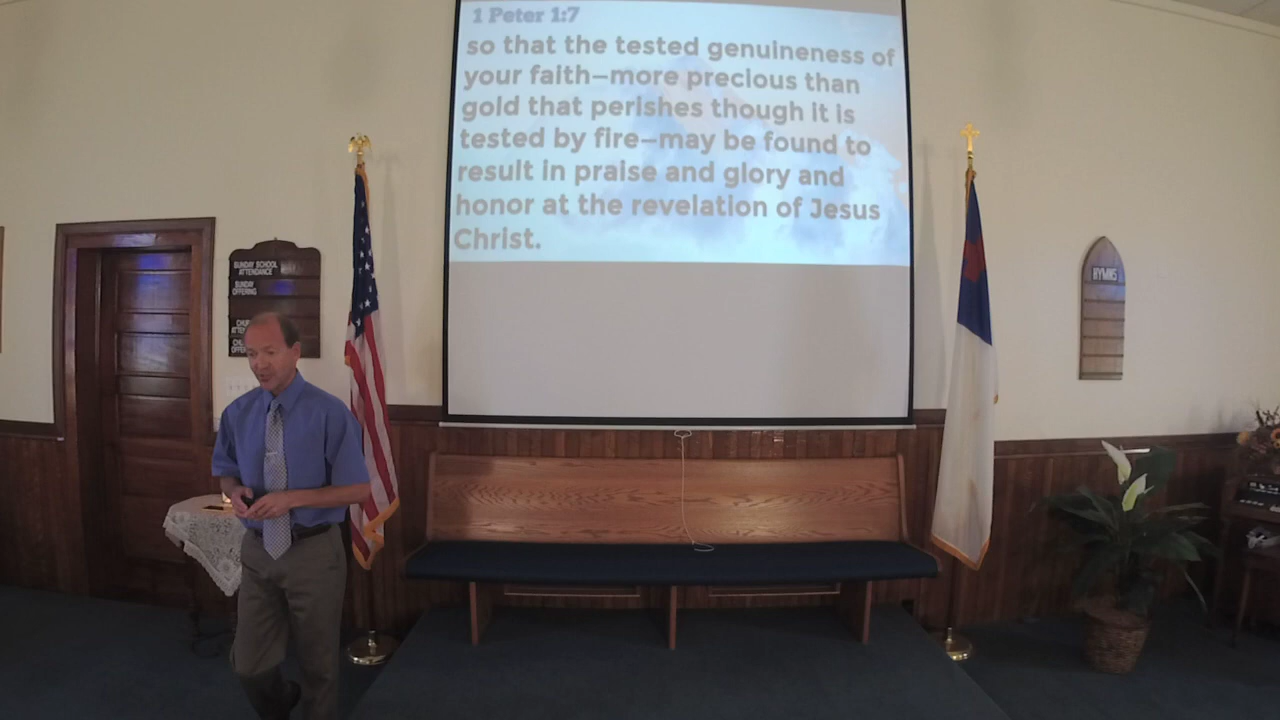 1 Peter 1:7
so that the tested genuineness of
your faith—more precious than
gold that perishes though it is
tested by fire—may be found to
result in praise and glory and
honor at the revelation of Jesus
Christ.
SUNDAY SCHOOL
ATTENDANCE
SUNDAY
OFFERING
HYMNS